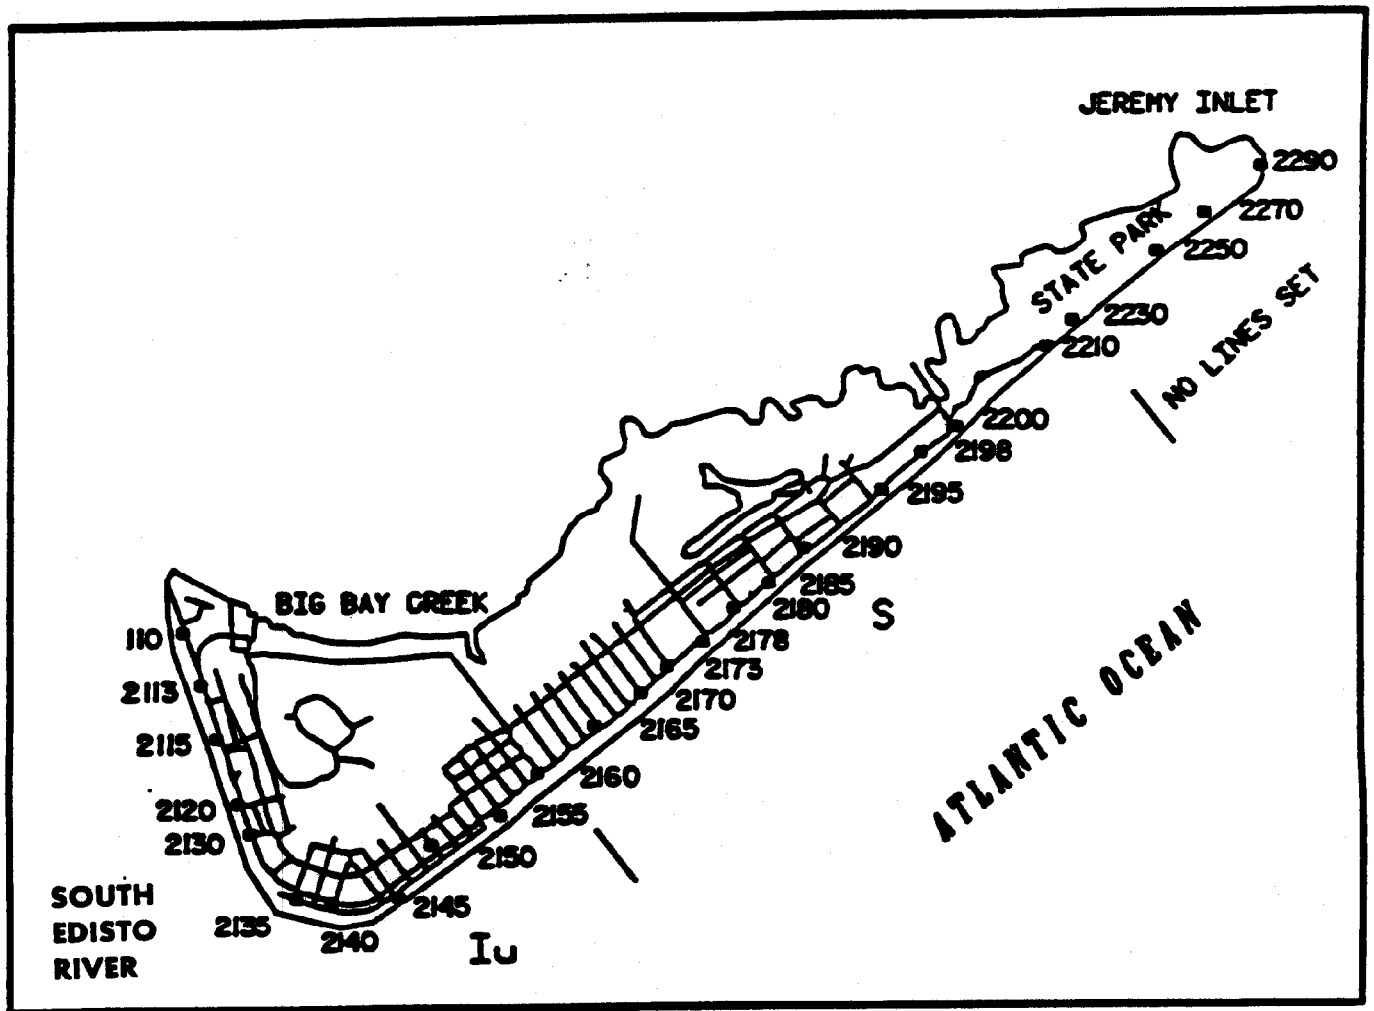 JEREMY INLET
2290
2270
STATE PARK
2250
2230
NO LINES SET
2210
2200
2198
2195
2190
2185
BIG BAY CREEK
2180
S
110
2178
2173
2113
2170
2165
2115
ATLANTIC OCEAN
2160
2120
2155
2130
2150
SOUTH
EDISTO
RIVER
2145
2135
2140
Iu